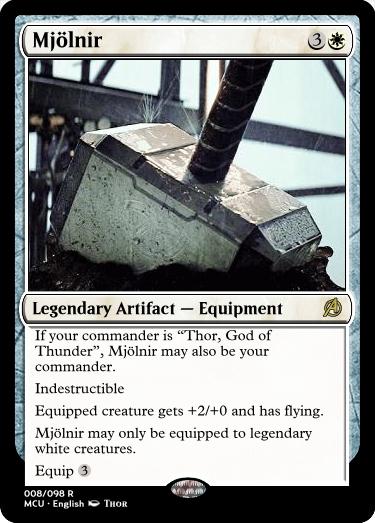 Mjölnir 3
Legendary Artifact — Equipment
If your commander is “Thor, God of
Thunder”, Mjölnir may also be your
commander.
Indestructible
Equipped creature gets +2/+0 and has flying.
Mjölnir may only be equipped to legendary
white creatures.
Equip 3
008/098 R
MCU • English Thor